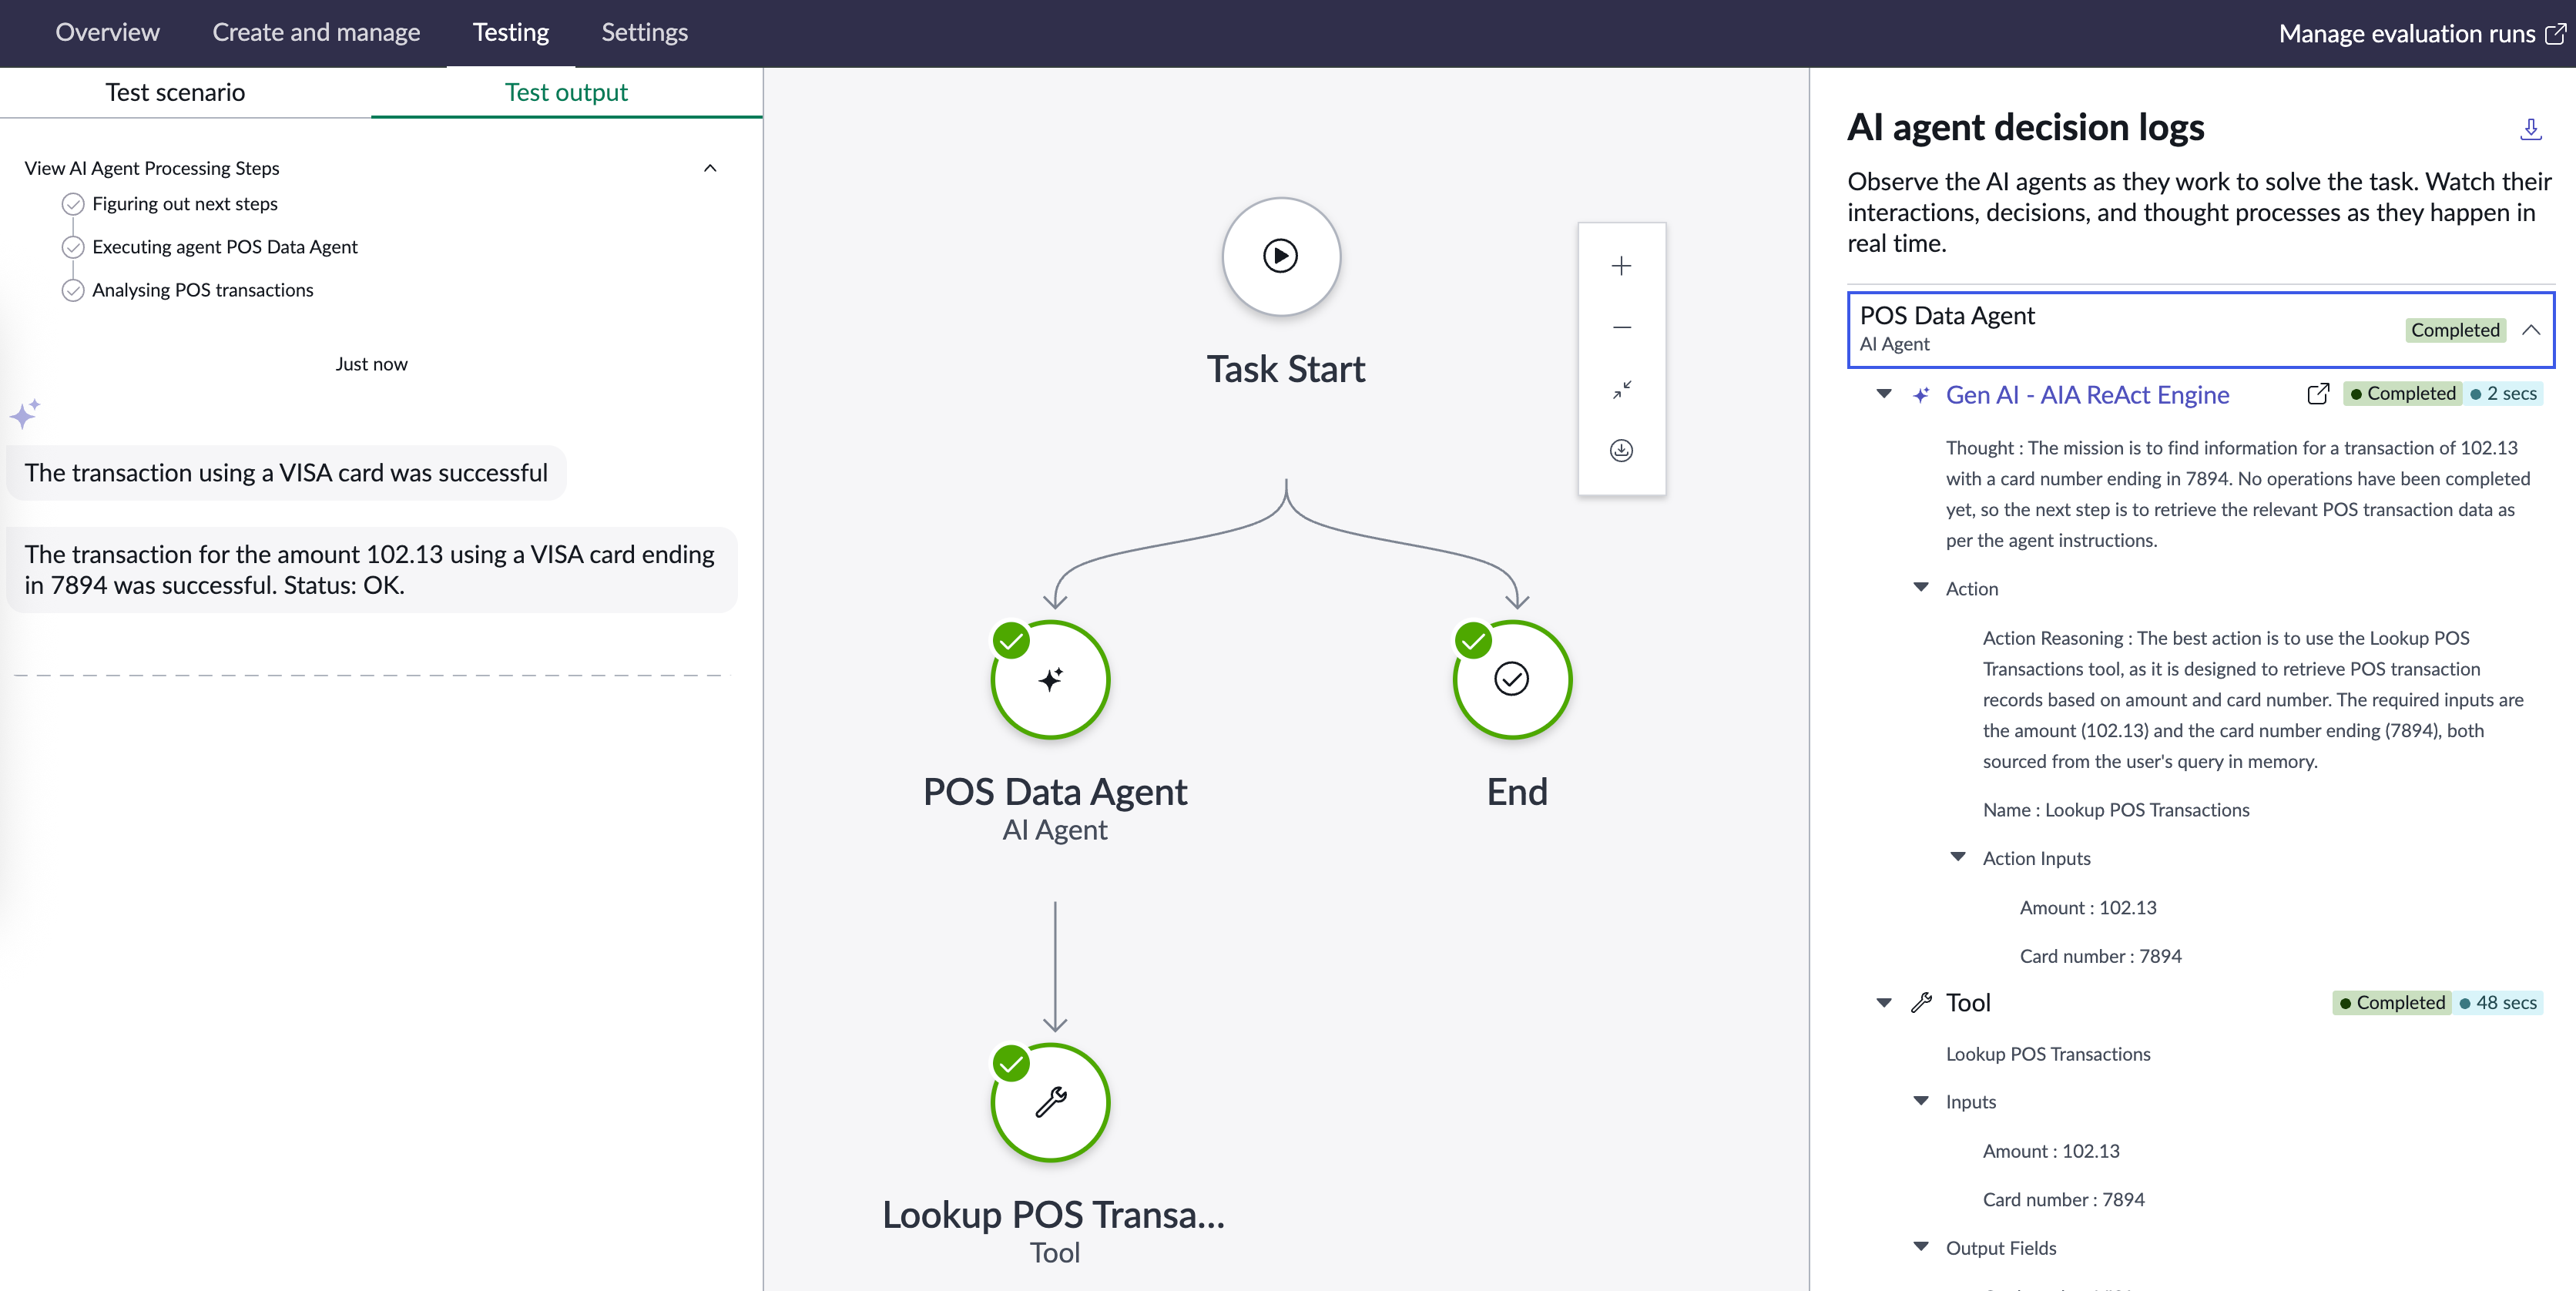 Overview
Create and manage
Testing
Settings
Manage evaluation runs
Test scenario
Test output
View AI Agent Processing Steps
Figuring out next steps
Executing agent POS Data Agent
Analysing POS transactions
Just now
The transaction using a VISA card was successful
The transaction for the amount 102.13 using a VISA card ending
in 7894 was successful. Status: OK.
Task Start
POS Data Agent
AI Agent
End
Lookup POS Transa...
Tool
AI agent decision logs
Observe the AI agents as they work to solve the task. Watch their
interactions, decisions, and thought processes as they happen in
real time.
POS Data Agent
AI Agent
Completed
Gen AI - AIA ReAct Engine
Completed
2 secs
Thought : The mission is to find information for a transaction of 102.13
with a card number ending in 7894. No operations have been completed
yet, so the next step is to retrieve the relevant POS transaction data as
per the agent instructions.
Action
Action Reasoning : The best action is to use the Lookup POS
Transactions tool, as it is designed to retrieve POS transaction
records based on amount and card number. The required inputs are
the amount (102.13) and the card number ending (7894), both
sourced from the user's query in memory.
Name : Lookup POS Transactions
Action Inputs
Amount : 102.13
Card number : 7894
Tool
Completed
48 secs
Lookup POS Transactions
Inputs
Amount : 102.13
Card number : 7894
Output Fields